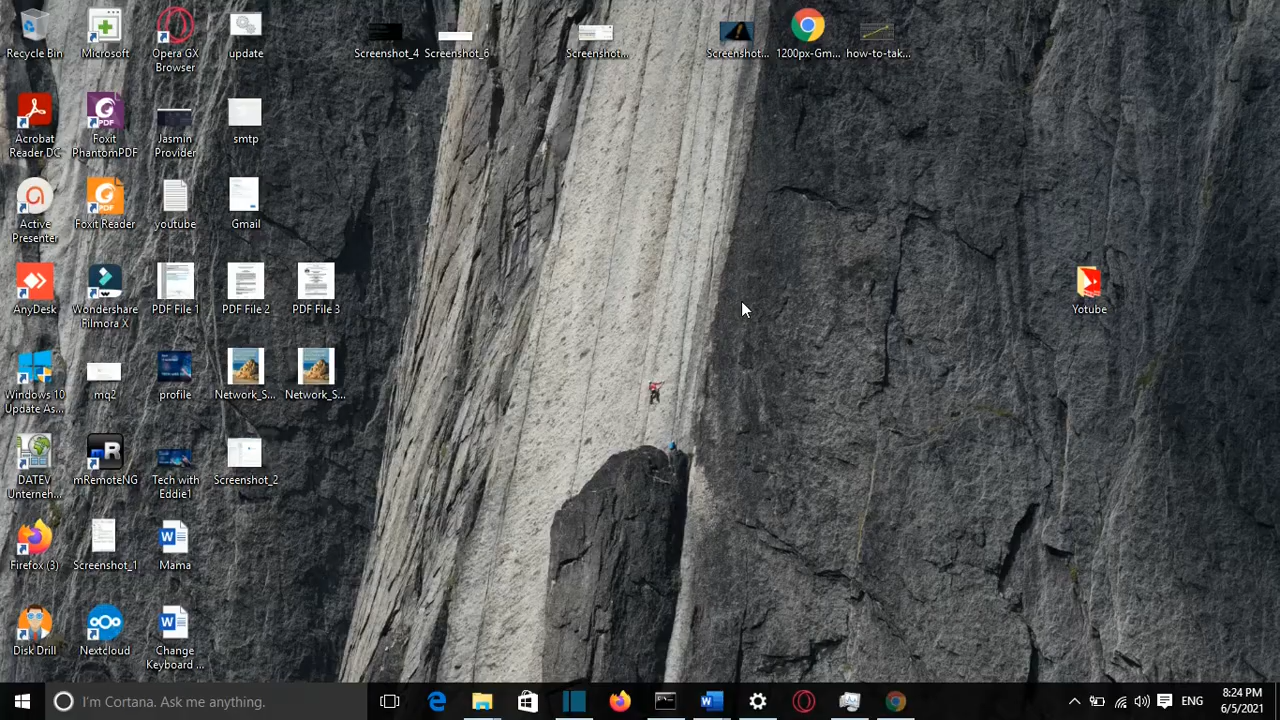 Recycle Bin
Microsoft
Opera GX
Browser
update
Screenshot_4
Screenshot_6
Screenshot...
Screenshot...
1200px-Gm...
how-to-tak...
Acrobat
Reader DC
Foxit
PhantomPDF
Jasmin
Provider
smtp
Active
Presenter
Foxit Reader
youtube
Gmail
AnyDesk
Wondershare
Filmora X
PDF File 1
PDF File 2
PDF File 3
Yotube
Windows 10
Update As...
mq2
profile
Network_S...
Network_S...
DATEV
Unterneh...
mRemoteNG
Tech with
Eddie1
Screenshot_2
Firefox (3)
Screenshot_1
Mama
Disk Drill
Nextcloud
Change
Keyboard ...
I'm Cortana. Ask me anything.
ENG
8:24 PM
6/5/2021